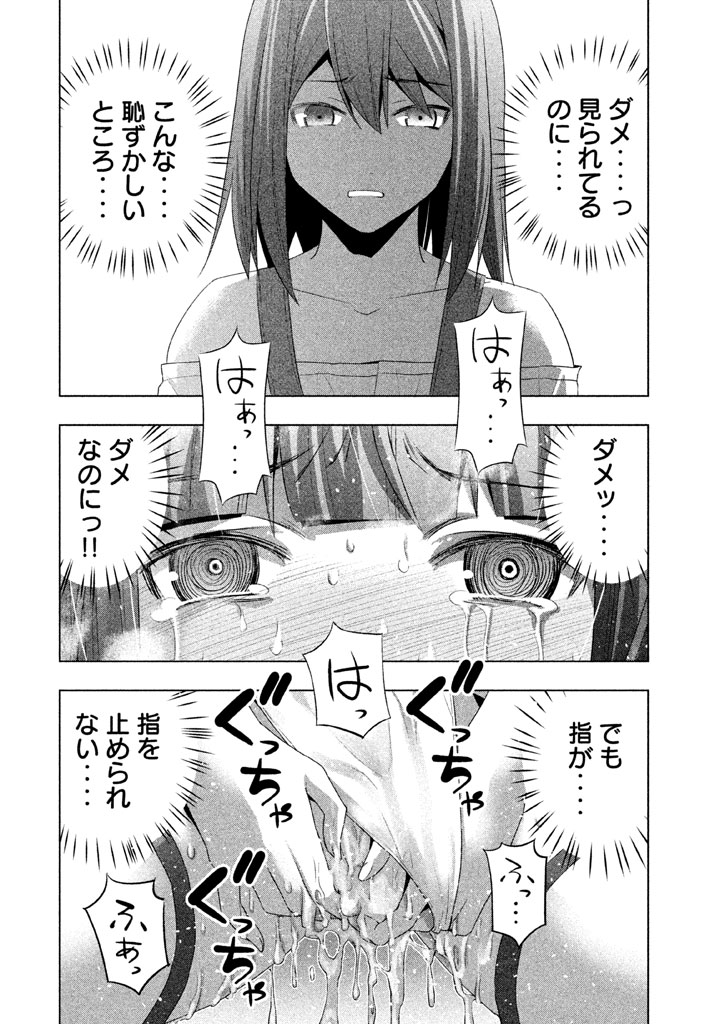 ダメ‥‥っ
見られてる
のに‥‥
こんな‥‥
恥ずかしい
ところ‥‥
はぁっ‥
はぁっ‥
ダメッ‥‥
ダメ
なのにっ!!
はっ
でも
指が‥‥
ぐっちゃ
ぐっちゃ
指を
止められ
ない‥‥
ふっ…
ぐっちゃ
ふぁっ